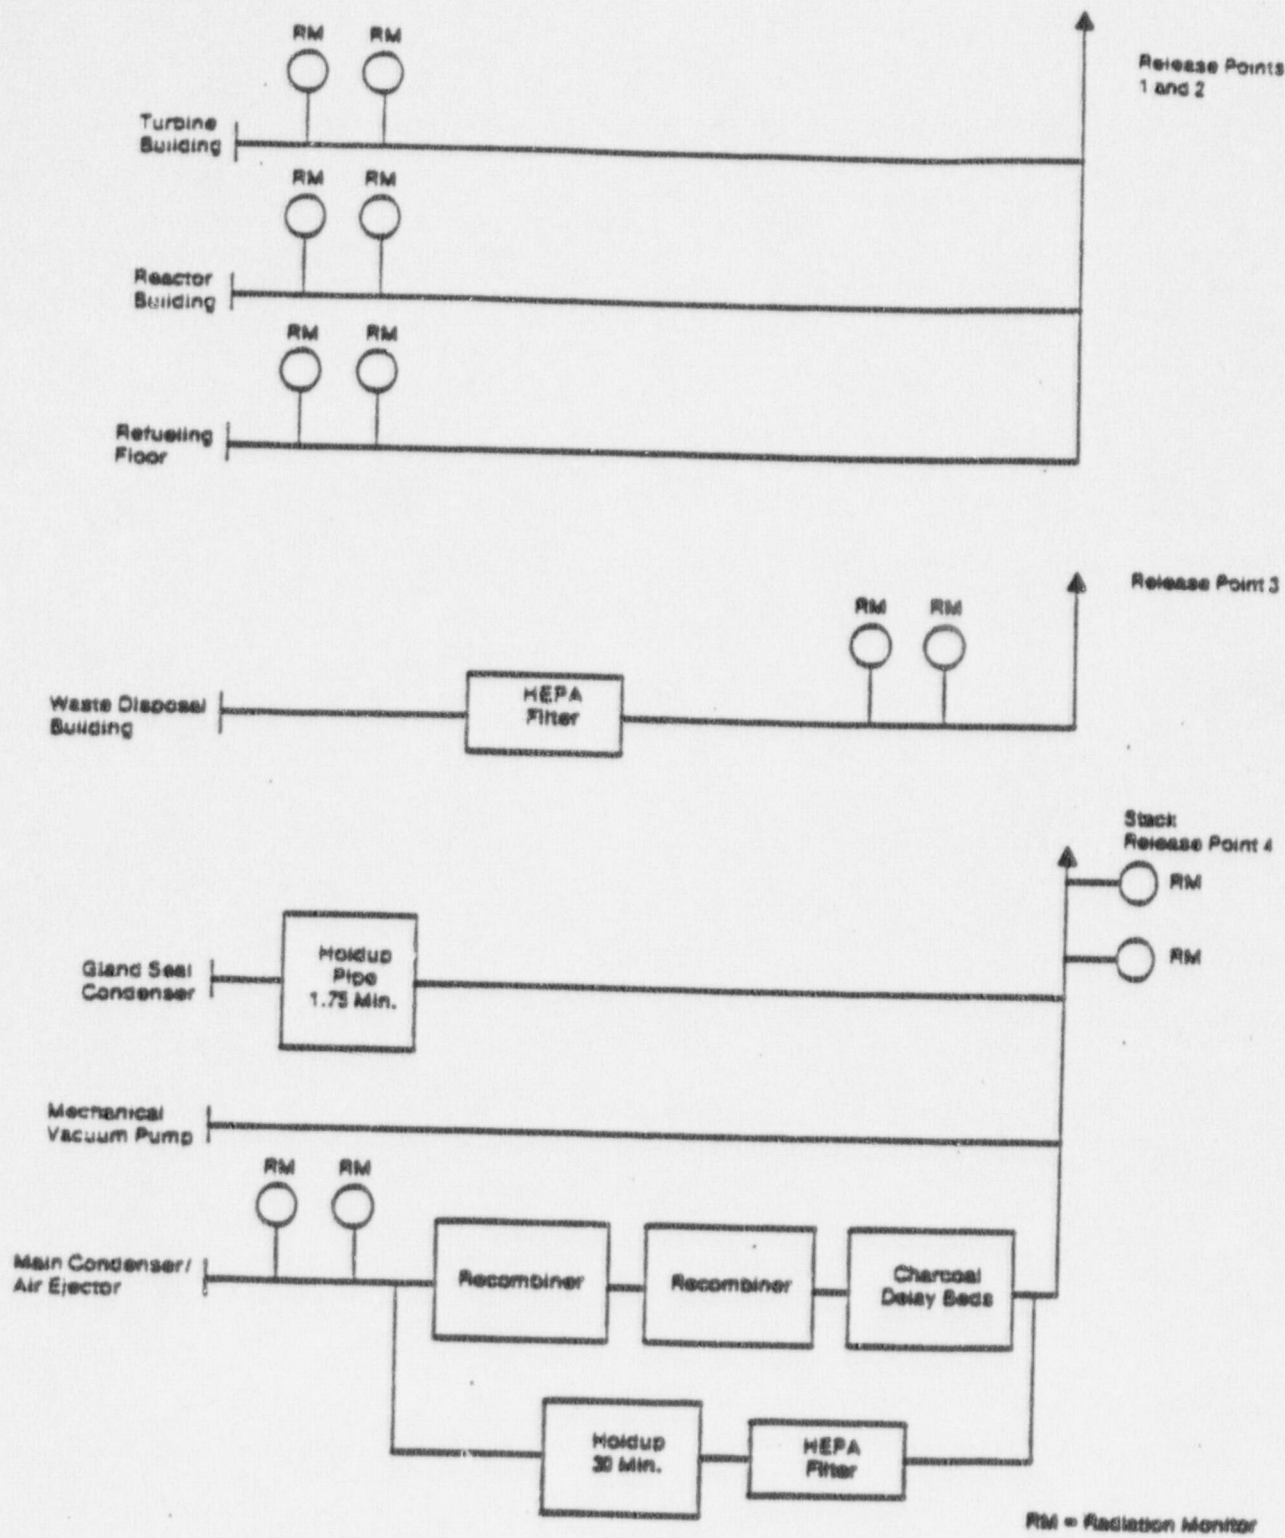 RM RM
Release Points
1 and 2
Turbine
Building
RM RM
Reactor
Building
RM RM
Refueling
Floor
Release Point 3
RM RM
HEPA
Filter
Waste Disposal
Building
Stack
Release Point 4
RM
RM
Holdup
Pipe
1.75 Min.
Gland Seal
Condenser
Mechanical
Vacuum Pump
RM RM
Main Condenser/
Air Ejector
Recombiner
Recombiner
Charcoal
Delay Beds
Holdup
30 Min.
HEPA
Filter
RM = Radiation Monitor